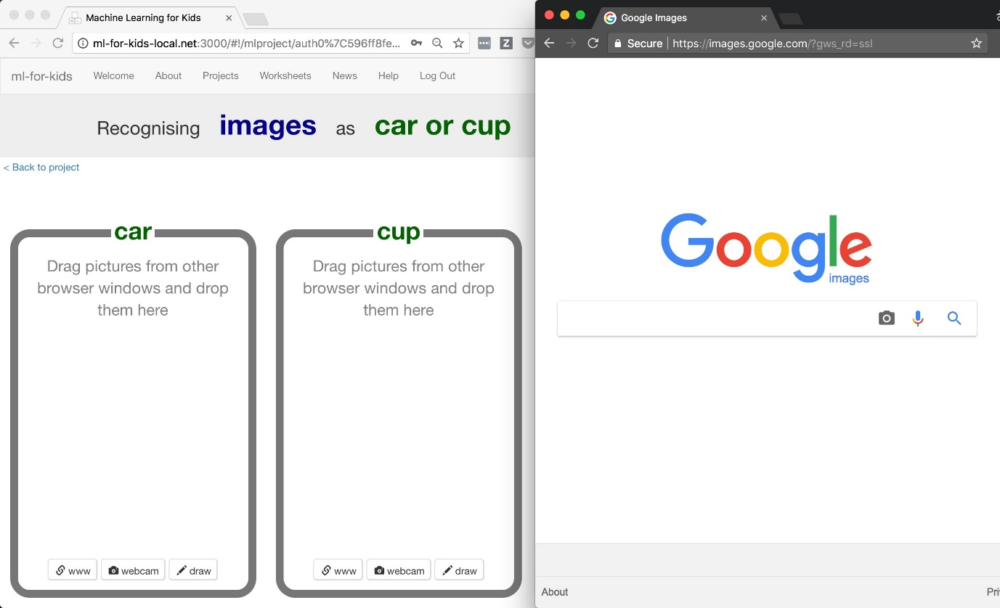 Machine Learning for Kids
ml-for-kids-local.net:3000/#!/mlproject/auth0%7C596ff8fe...
ml-for-kids Welcome About Projects Worksheets News Help Log Out
Recognising images as car or cup
< Back to project
car
Drag pictures from other
browser windows and drop
them here
www webcam draw
cup
Drag pictures from other
browser windows and drop
them here
www webcam draw
Google Images
Secure https://images.google.com/?gws_rd=ssl
Google
images
About